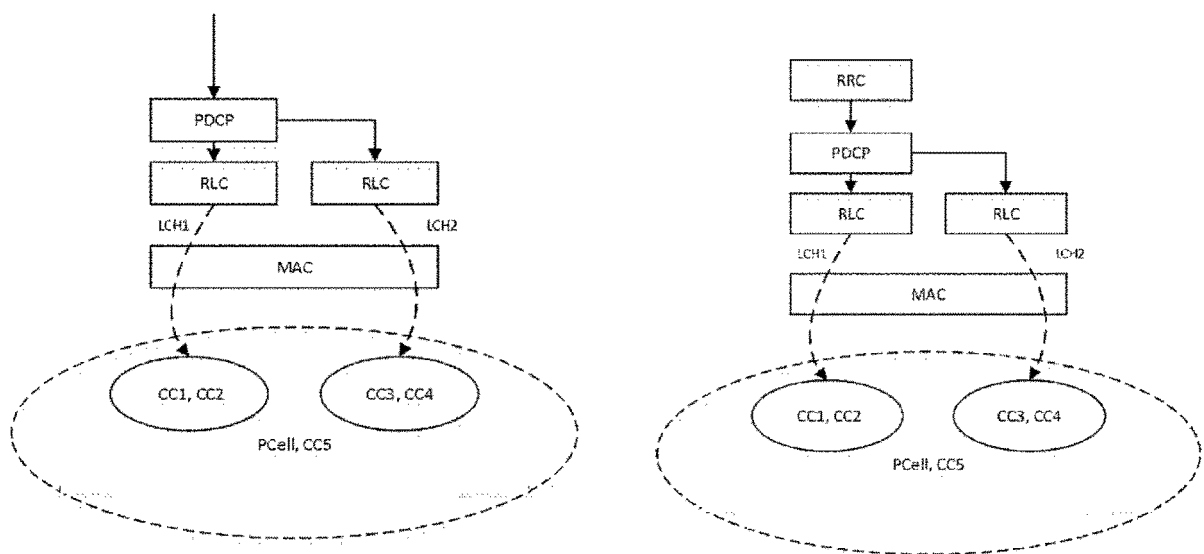 PDCP
RLC
RLC
LCH1
LCH2
MAC
CC1, CC2
CC3, CC4
PCell, CC5
RRC
PDCP
RLC
RLC
LCH1
LCH2
MAC
CC1, CC2
CC3, CC4
PCell, CC5